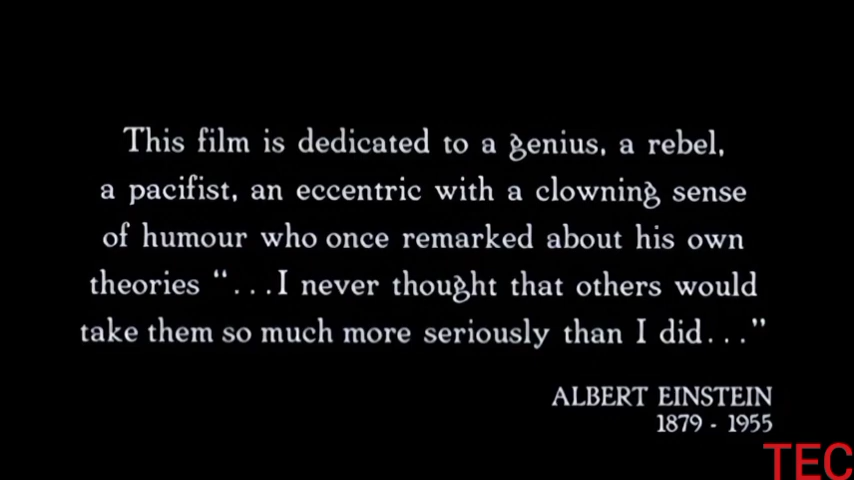 This film is dedicated to a genius, a rebel,
a pacifist, an eccentric with a clowning sense
of humour who once remarked about his own
theories “...I never thought that others would
take them so much more seriously than I did...”
ALBERT EINSTEIN
1879 - 1955
TEC